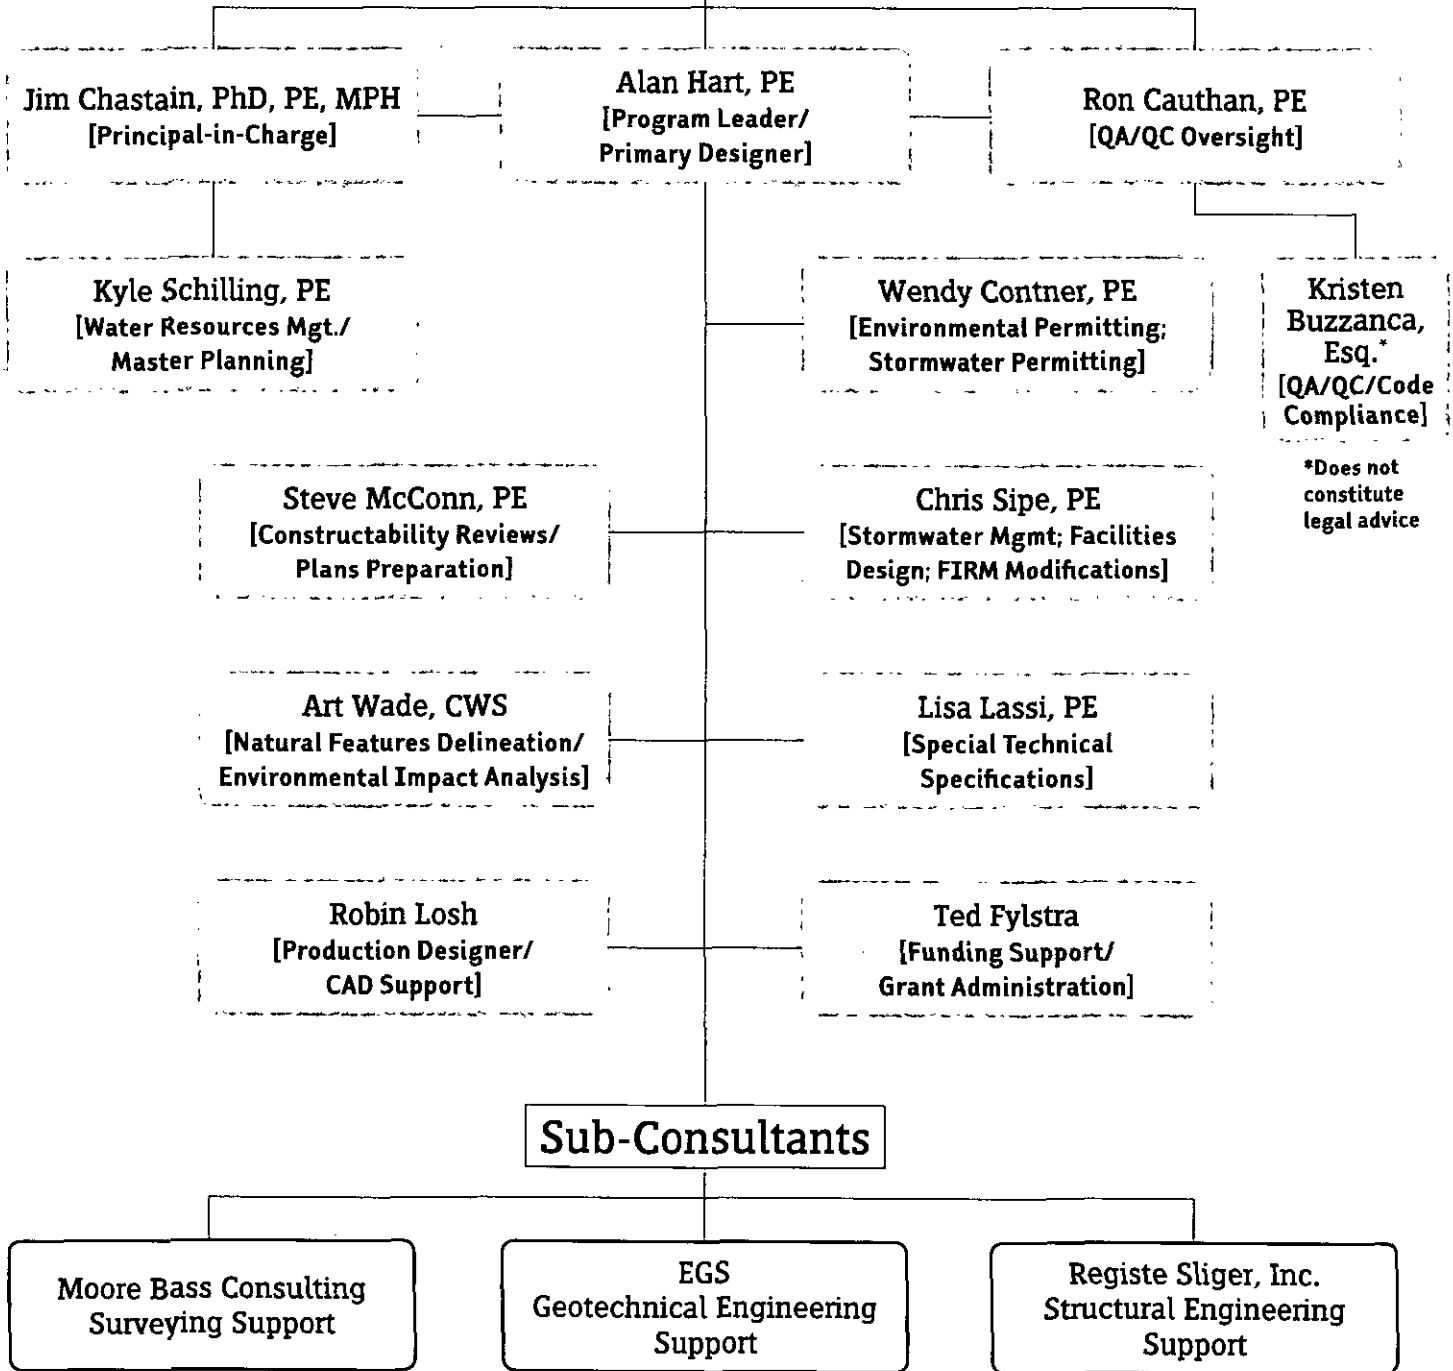 Jim Chastain, PhD, PE, MPH
[Principal-in-Charge]
Alan Hart, PE
[Program Leader/
Primary Designer]
Ron Cauthan, PE
[QA/QC Oversight]
Kyle Schilling, PE
[Water Resources Mgt./
Master Planning]
Wendy Contner, PE
[Environmental Permitting;
Stormwater Permitting]
Kristen
Buzzanca,
Esq.*
[QA/QC/Code
Compliance]
*Does not
constitute
legal advice
Steve McConn, PE
[Constructability Reviews/
Plans Preparation]
Chris Sipe, PE
[Stormwater Mgmt; Facilities
Design; FIRM Modifications]
Art Wade, CWS
[Natural Features Delineation/
Environmental Impact Analysis]
Lisa Lassi, PE
[Special Technical
Specifications]
Robin Losh
[Production Designer/
CAD Support]
Ted Fylstra
[Funding Support/
Grant Administration]
Sub-Consultants
Moore Bass Consulting
Surveying Support
EGS
Geotechnical Engineering
Support
Registe Sliger, Inc.
Structural Engineering
Support